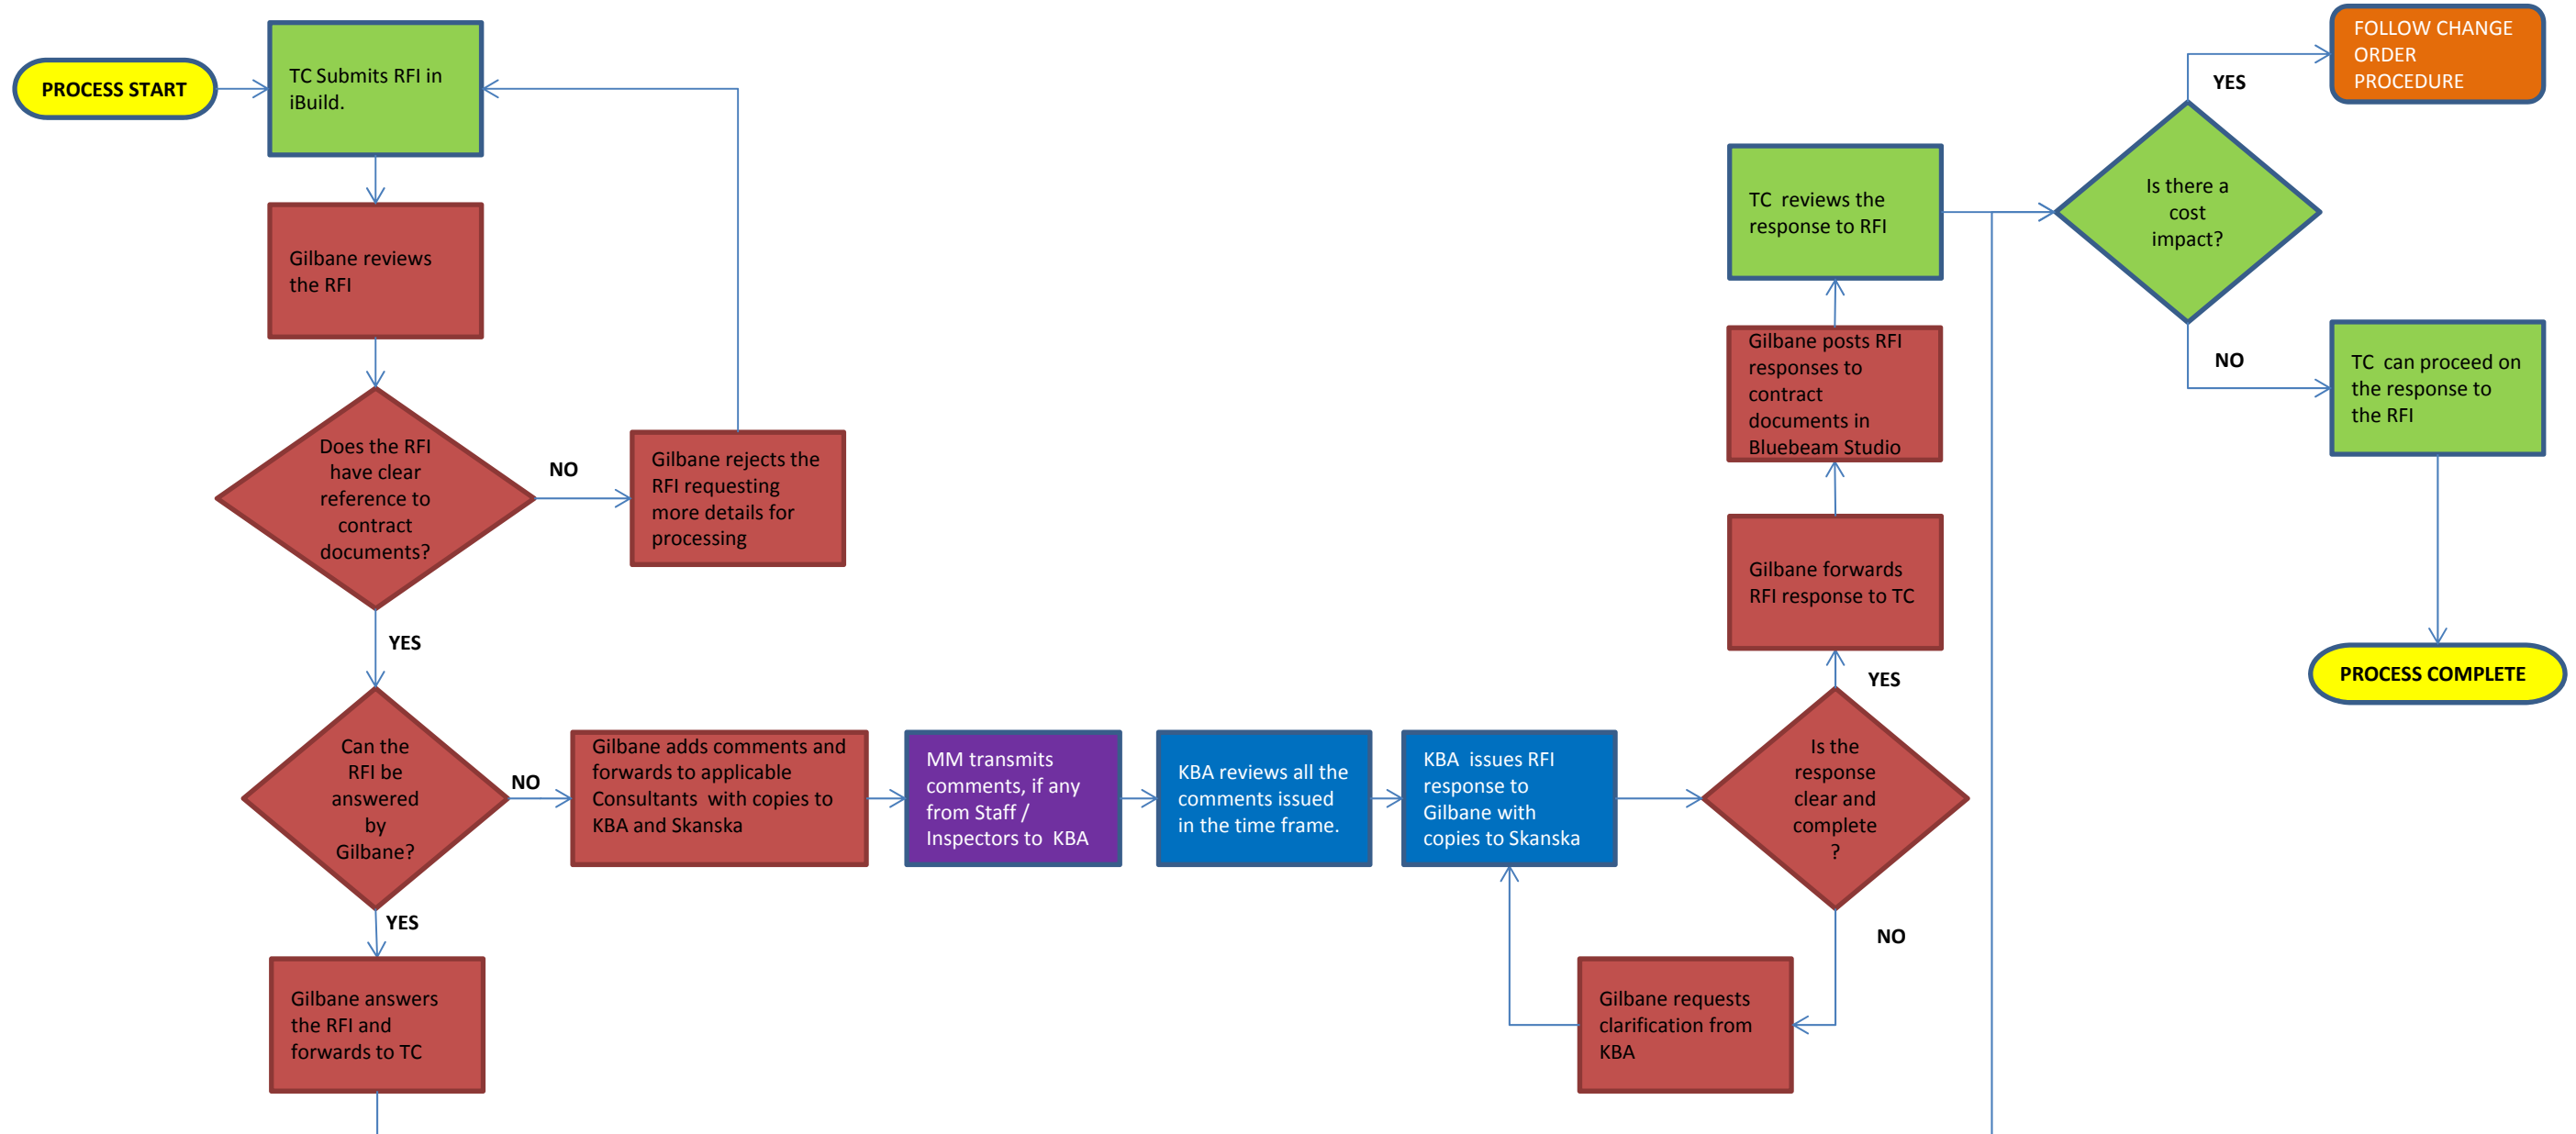 PROCESS START
TC Submits RFI in
iBuild.
Gilbane reviews
the RFI
Does the RFI
have clear
reference to
contract
documents?
NO
Gilbane rejects the
RFI requesting
more details for
processing
YES
Can the
RFI be
answered
by
Gilbane?
NO
Gilbane adds comments and
forwards to applicable
Consultants with copies to
KBA and Skanska
YES
Gilbane answers
the RFI and
forwards to TC
MM transmits
comments, if any
from Staff /
Inspectors to KBA
KBA reviews all the
comments issued
in the time frame.
KBA issues RFI
response to
Gilbane with
copies to Skanska
Is the
response
clear and
complete
?
NO
Gilbane requests
clarification from
KBA
YES
Gilbane forwards
RFI response to TC
Gilbane posts RFI
responses to
contract
documents in
Bluebeam Studio
TC reviews the
response to RFI
Is there a
cost
impact?
YES
FOLLOW CHANGE
ORDER
PROCEDURE
NO
TC can proceed on
the response to
the RFI
PROCESS COMPLETE